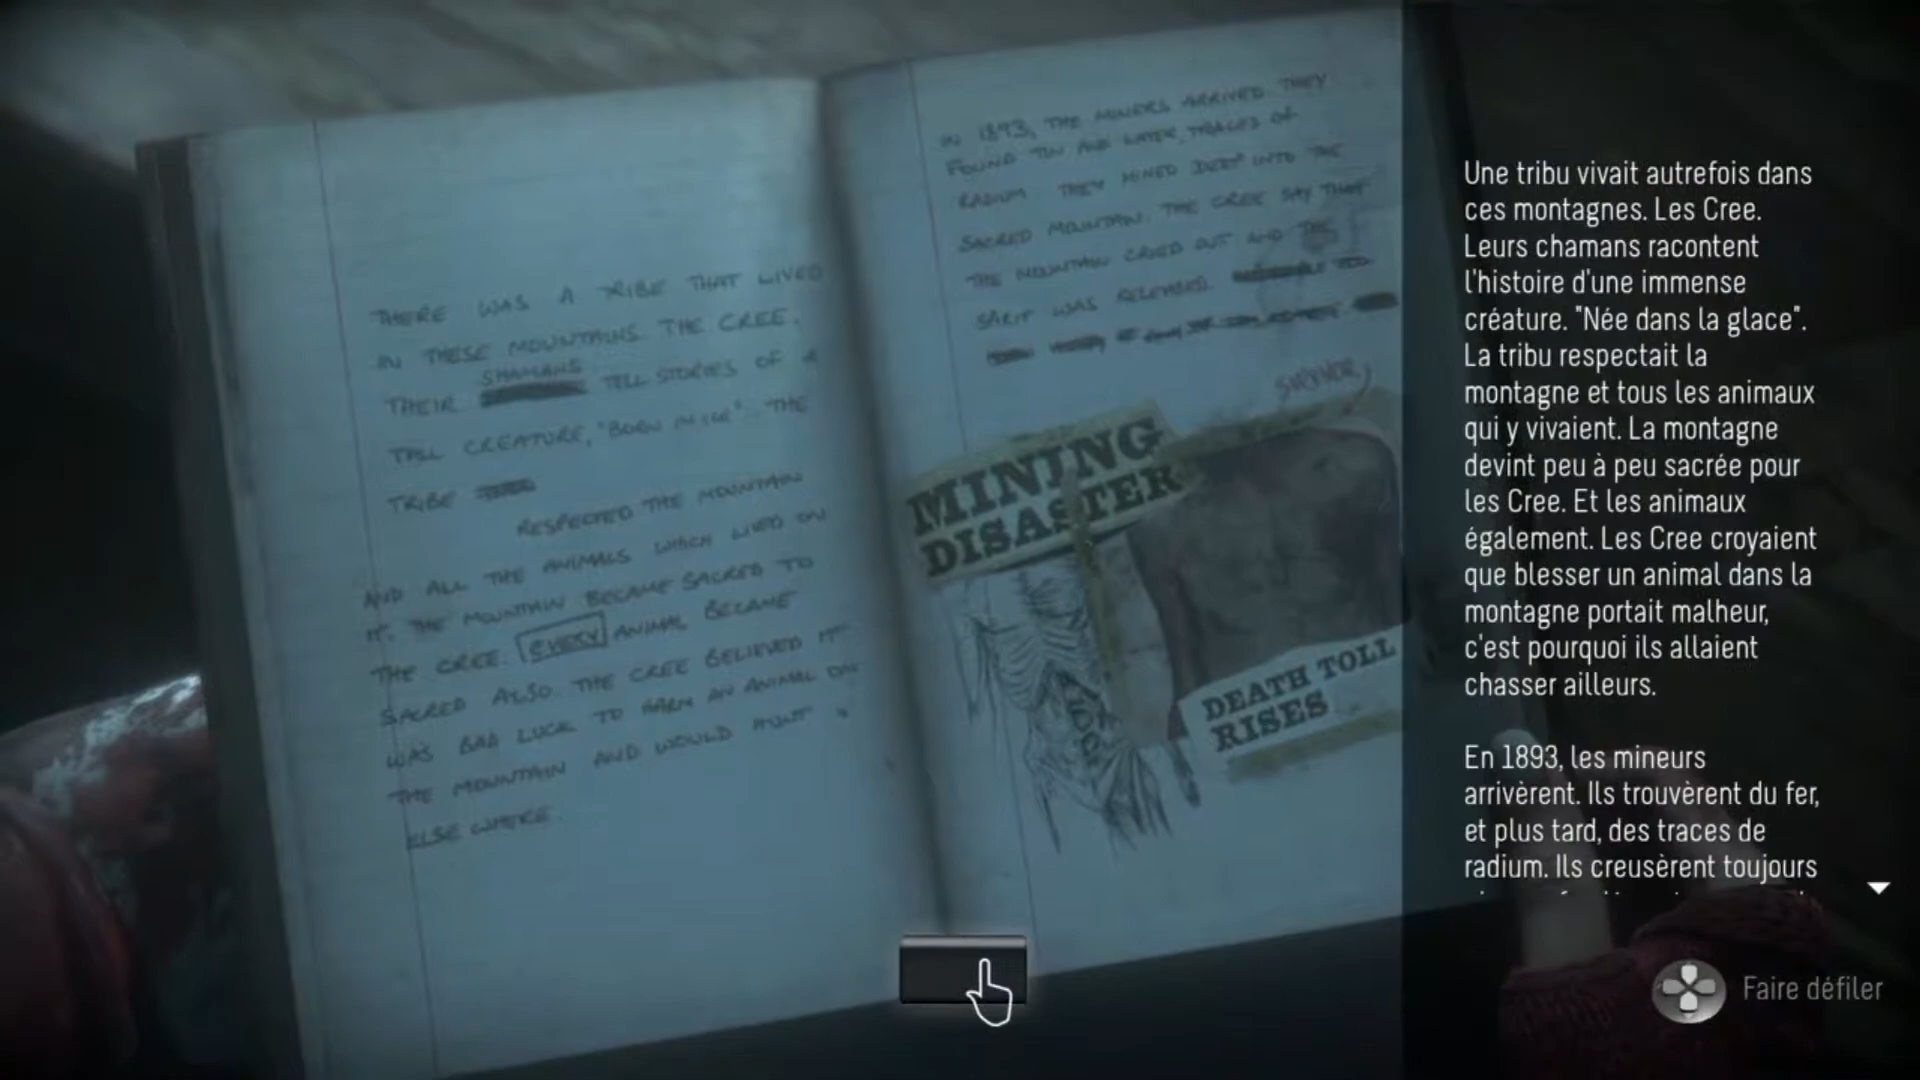 THERE WAS A TRIBE THAT LIVED
IN THESE MOUNTAINS. THE CREE.
SHAMANS
THEIR TELL STORIES OF A
TALL CREATURE, "BORN IN ICE". THE
TRIBE
RESPECTED THE MOUNTAIN
AND ALL THE ANIMALS WHICH LIVED ON
IT. THE MOUNTAIN BECAME SACRED TO
THE CREE. EVERY ANIMAL BECAME
SACRED ALSO. THE CREE BELIEVED IT
WAS BAD LUCK TO HARM AN ANIMAL ON
THE MOUNTAIN AND WOULD HUNT
ELSE WHERE.
IN 1893, THE MINERS ARRIVED THEY
FOUND TIN AND LATER, TRACES OF
RADIUM THEY MINED DEEP INTO THE
SACRED MOUNTAIN. THE CREE SAY THAT
THE MOUNTAIN CRIED OUT AND THE
WAS RELEASED.
SURVIVOR
MINING
DISASTER
DEATH TOLL
RISES
Une tribu vivait autrefois dans
ces montagnes. Les Cree.
Leurs chamans racontent
l'histoire d'une immense
créature. "Née dans la glace".
La tribu respectait la
montagne et tous les animaux
qui y vivaient. La montagne
devint peu à peu sacrée pour
les Cree. Et les animaux
également. Les Cree croyaient
que blesser un animal dans la
montagne portait malheur,
c'est pourquoi ils allaient
chasser ailleurs.
En 1893, les mineurs
arrivèrent. Ils trouvèrent du fer,
et plus tard, des traces de
radium. Ils creusèrent toujours
Faire défiler